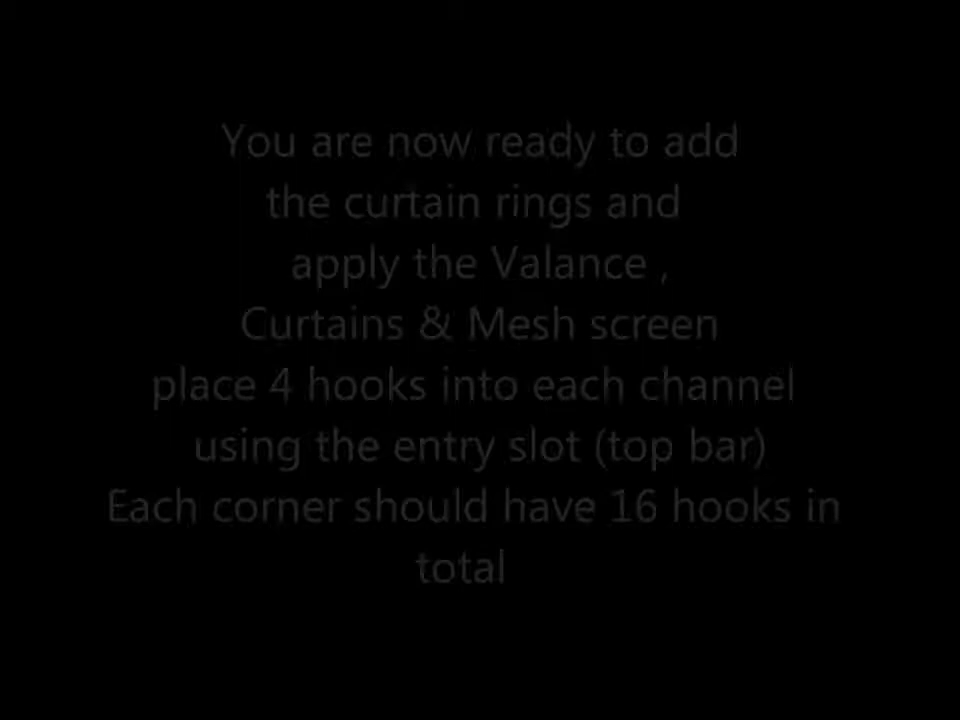 You are now ready to add
the curtain rings and
apply the Valance ,
Curtains & Mesh screen
place 4 hooks into each channel
using the entry slot (top bar)
Each corner should have 16 hooks in
total